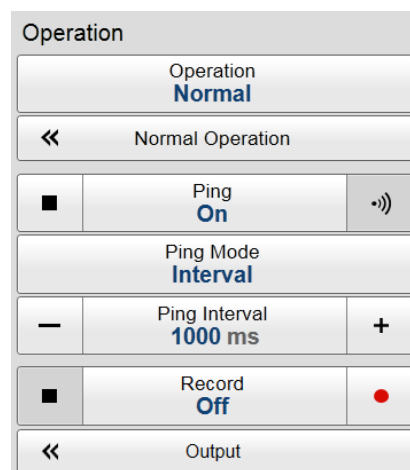 Operation
Operation
Normal
Normal Operation
Ping
On
Ping Mode
Interval
Ping Interval
1000 ms
Record
Off
Output